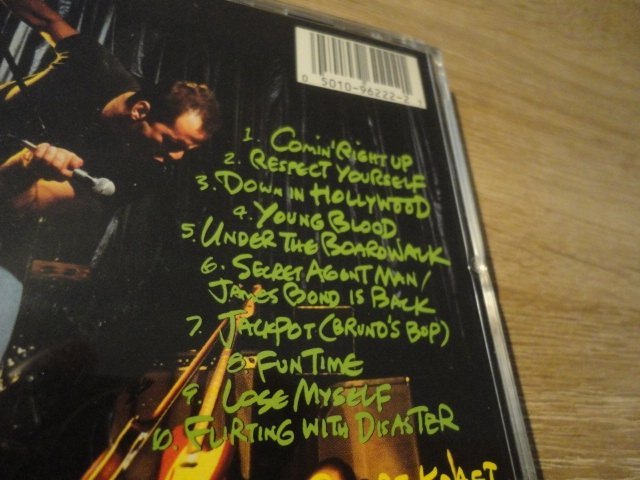 0 5010-96222-2
1. COMIN' RIGHT UP
2. RESPECT YOURSELF
3. DOWN IN HOLLYWOOD
4. YOUNG BLOOD
5. UNDER THE BOARDWALK
6. SECRET AGENT MAN/
JAMES BOND IS BACK
7. JACKPOT (BRUNO'S BOP)
8. FUN TIME
9. LOSE MYSELF
10. FLIRTING WITH DISASTER